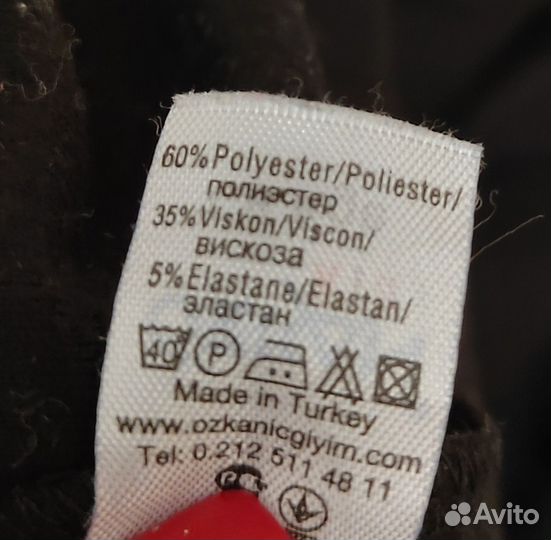 60% Polyester/Poliester/
полиэстер
35% Viskon/Viscon/
вискоза
5% Elastane/Elastan/
эластан
40 P
Made in Turkey
www.ozkanicgiyim.com
Tel: 0.212 511 48 11
Avito